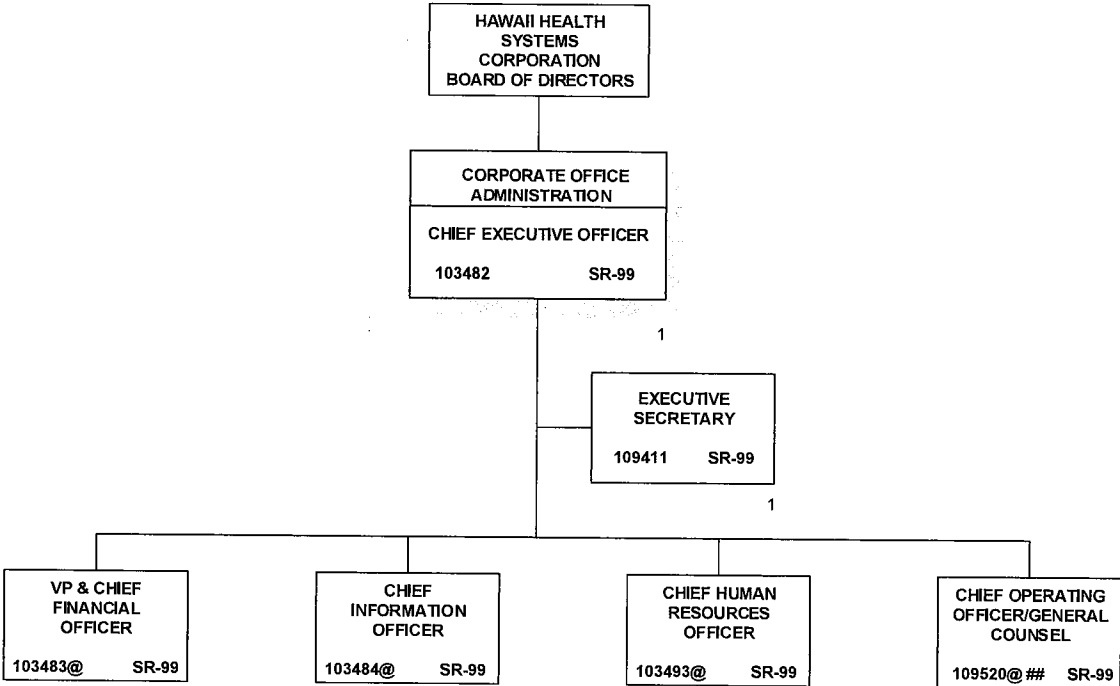 HAWAII HEALTH
SYSTEMS
CORPORATION
BOARD OF DIRECTORS
CORPORATE OFFICE
ADMINISTRATION
CHIEF EXECUTIVE OFFICER
103482 SR-99
1
EXECUTIVE
SECRETARY
109411 SR-99
1
VP & CHIEF
FINANCIAL
OFFICER
103483@ SR-99
CHIEF
INFORMATION
OFFICER
103484@ SR-99
CHIEF HUMAN
RESOURCES
OFFICER
103493@ SR-99
CHIEF OPERATING
OFFICER/GENERAL
COUNSEL
109520@ ## SR-99